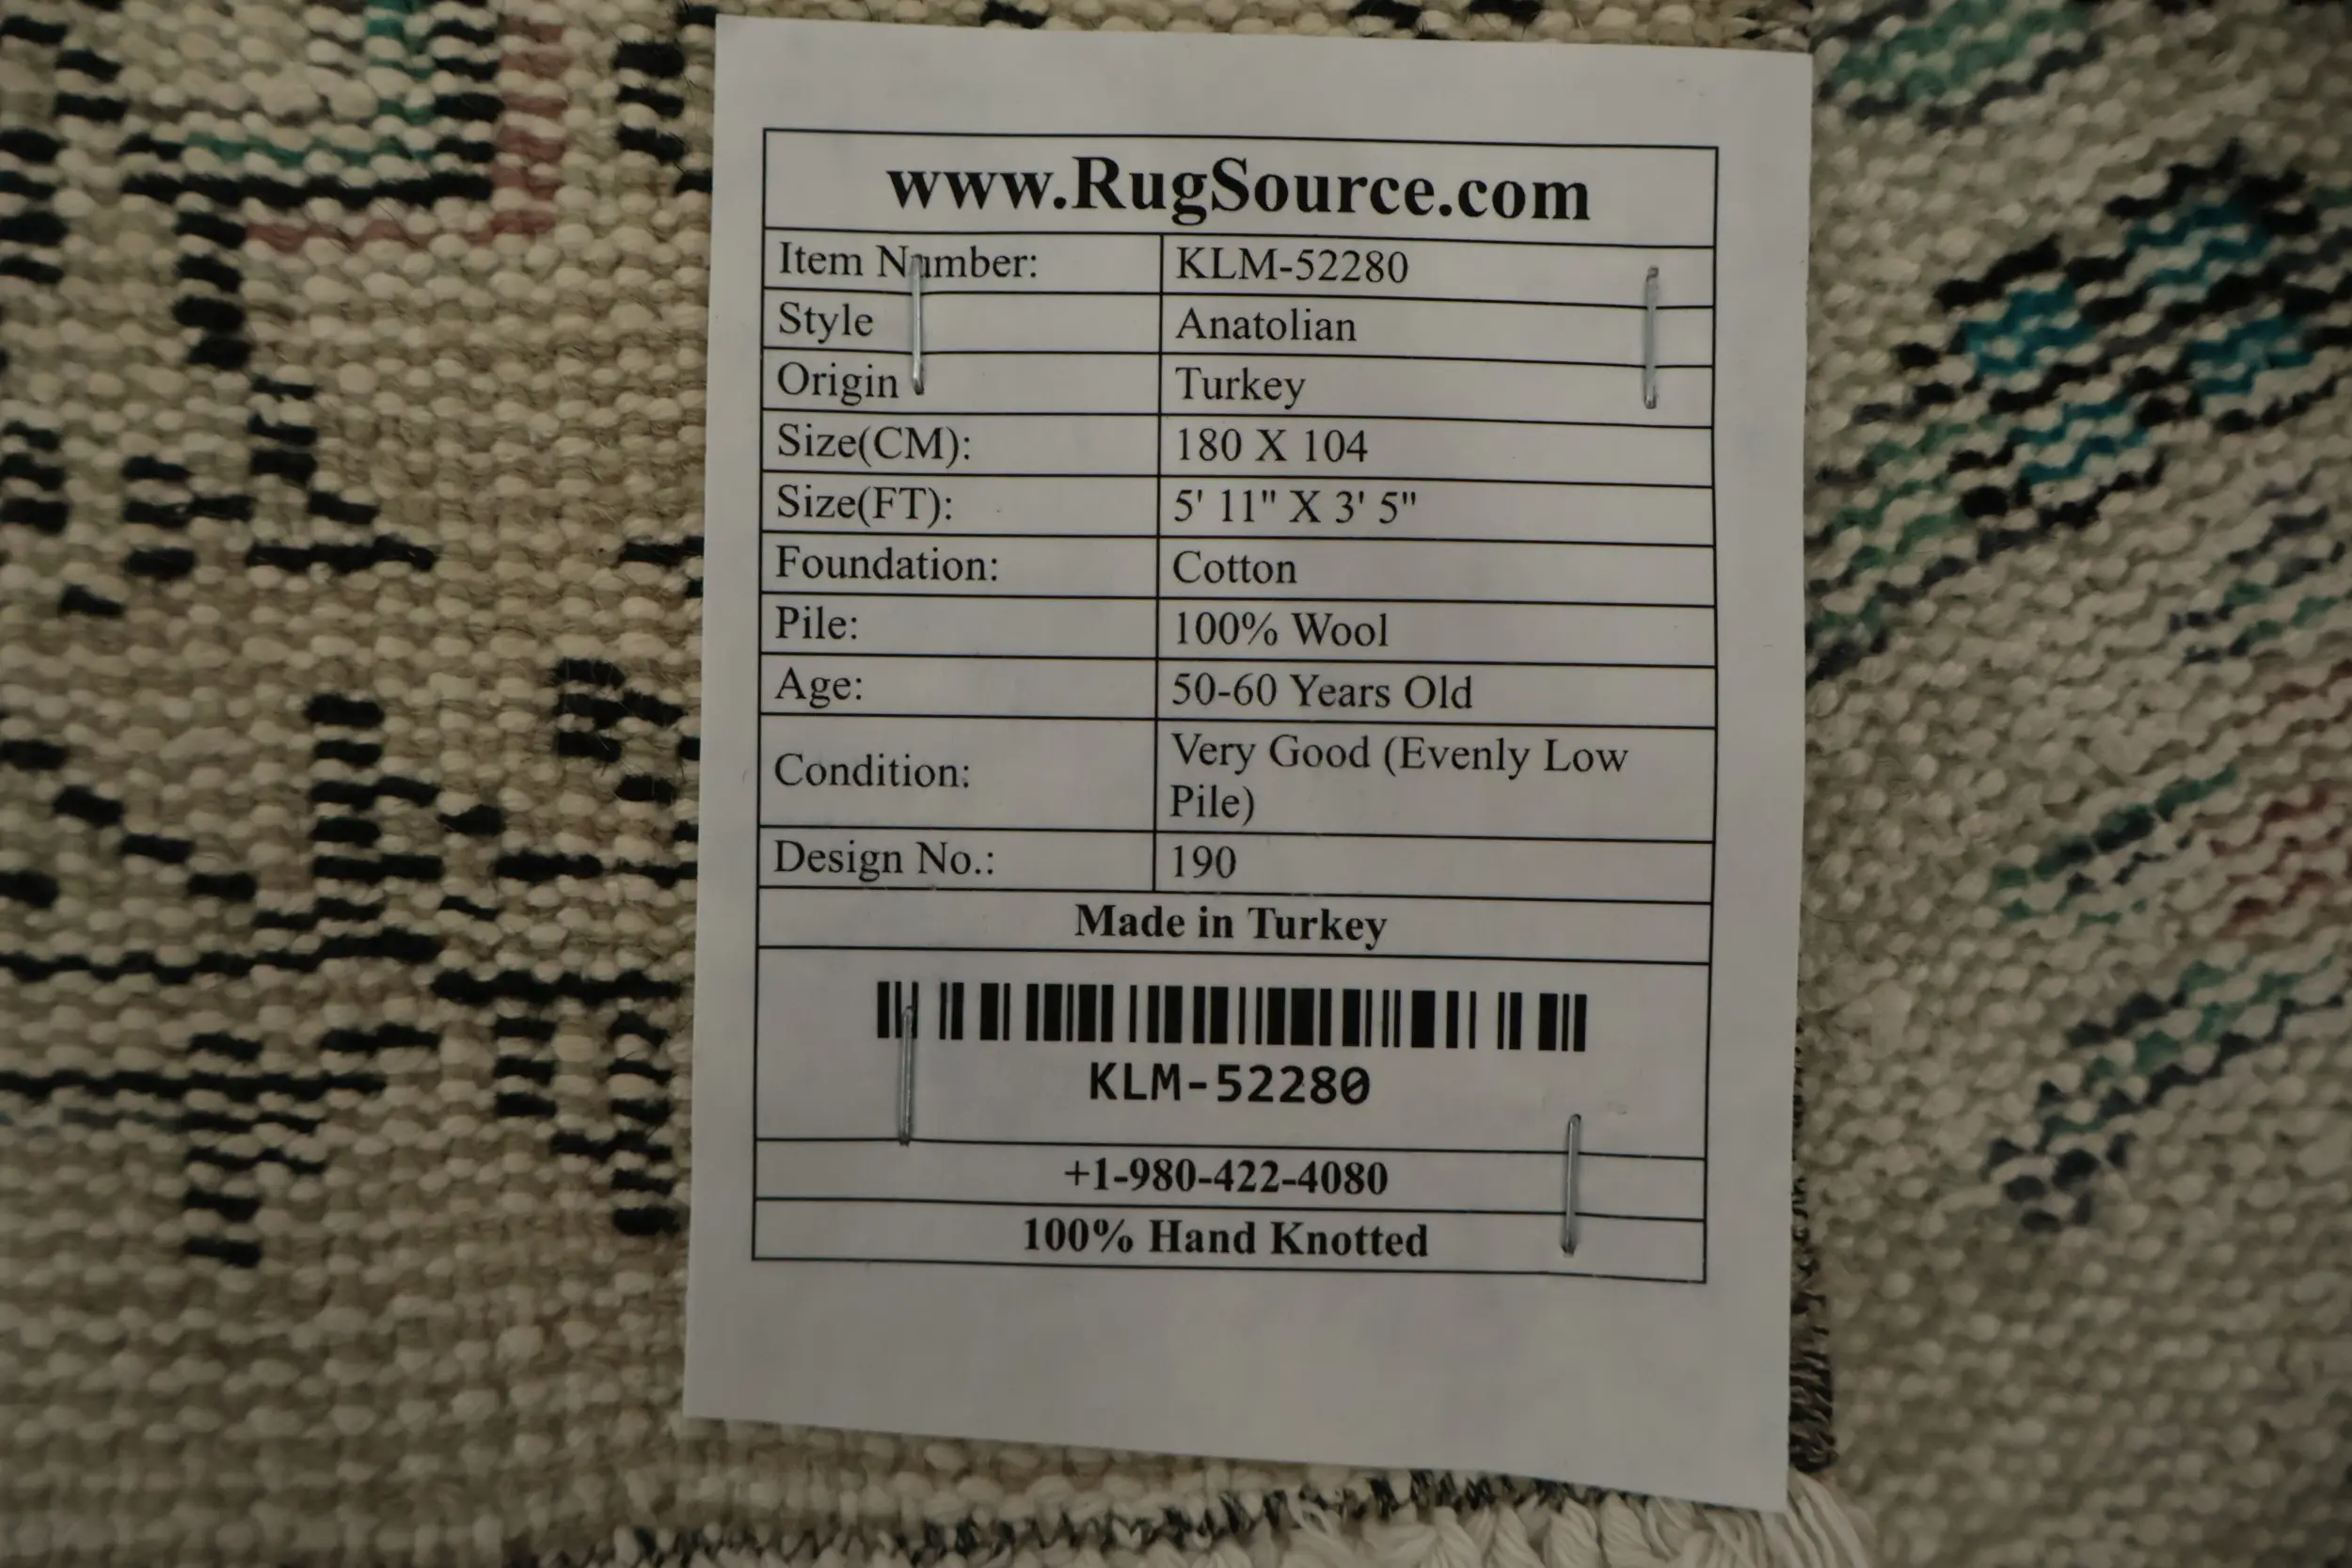 www.RugSource.com
Item Number: KLM-52280
Style Anatolian
Origin Turkey
Size(CM): 180 X 104
Size(FT): 5' 11" X 3' 5"
Foundation: Cotton
Pile: 100% Wool
Age: 50-60 Years Old
Condition: Very Good (Evenly Low
Pile)
Design No.: 190
Made in Turkey
KLM-52280
+1-980-422-4080
100% Hand Knotted